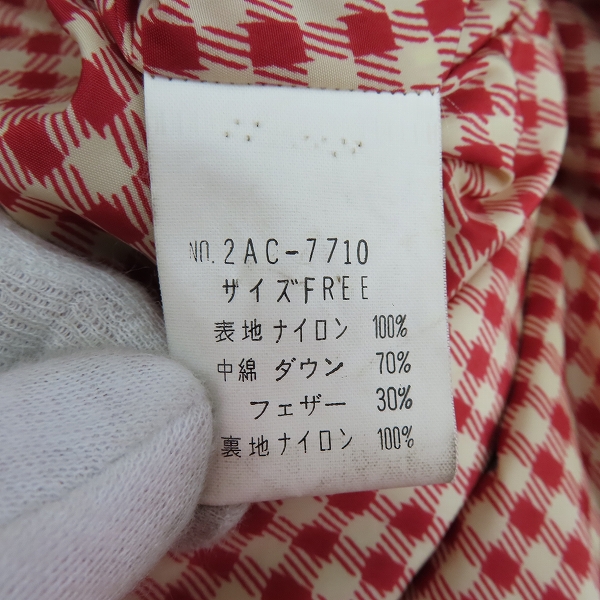 NO. 2AC-7710
サイズFREE
表地ナイロン 100%
中綿 ダウン 70%
フェザー 30%
裏地ナイロン 100%